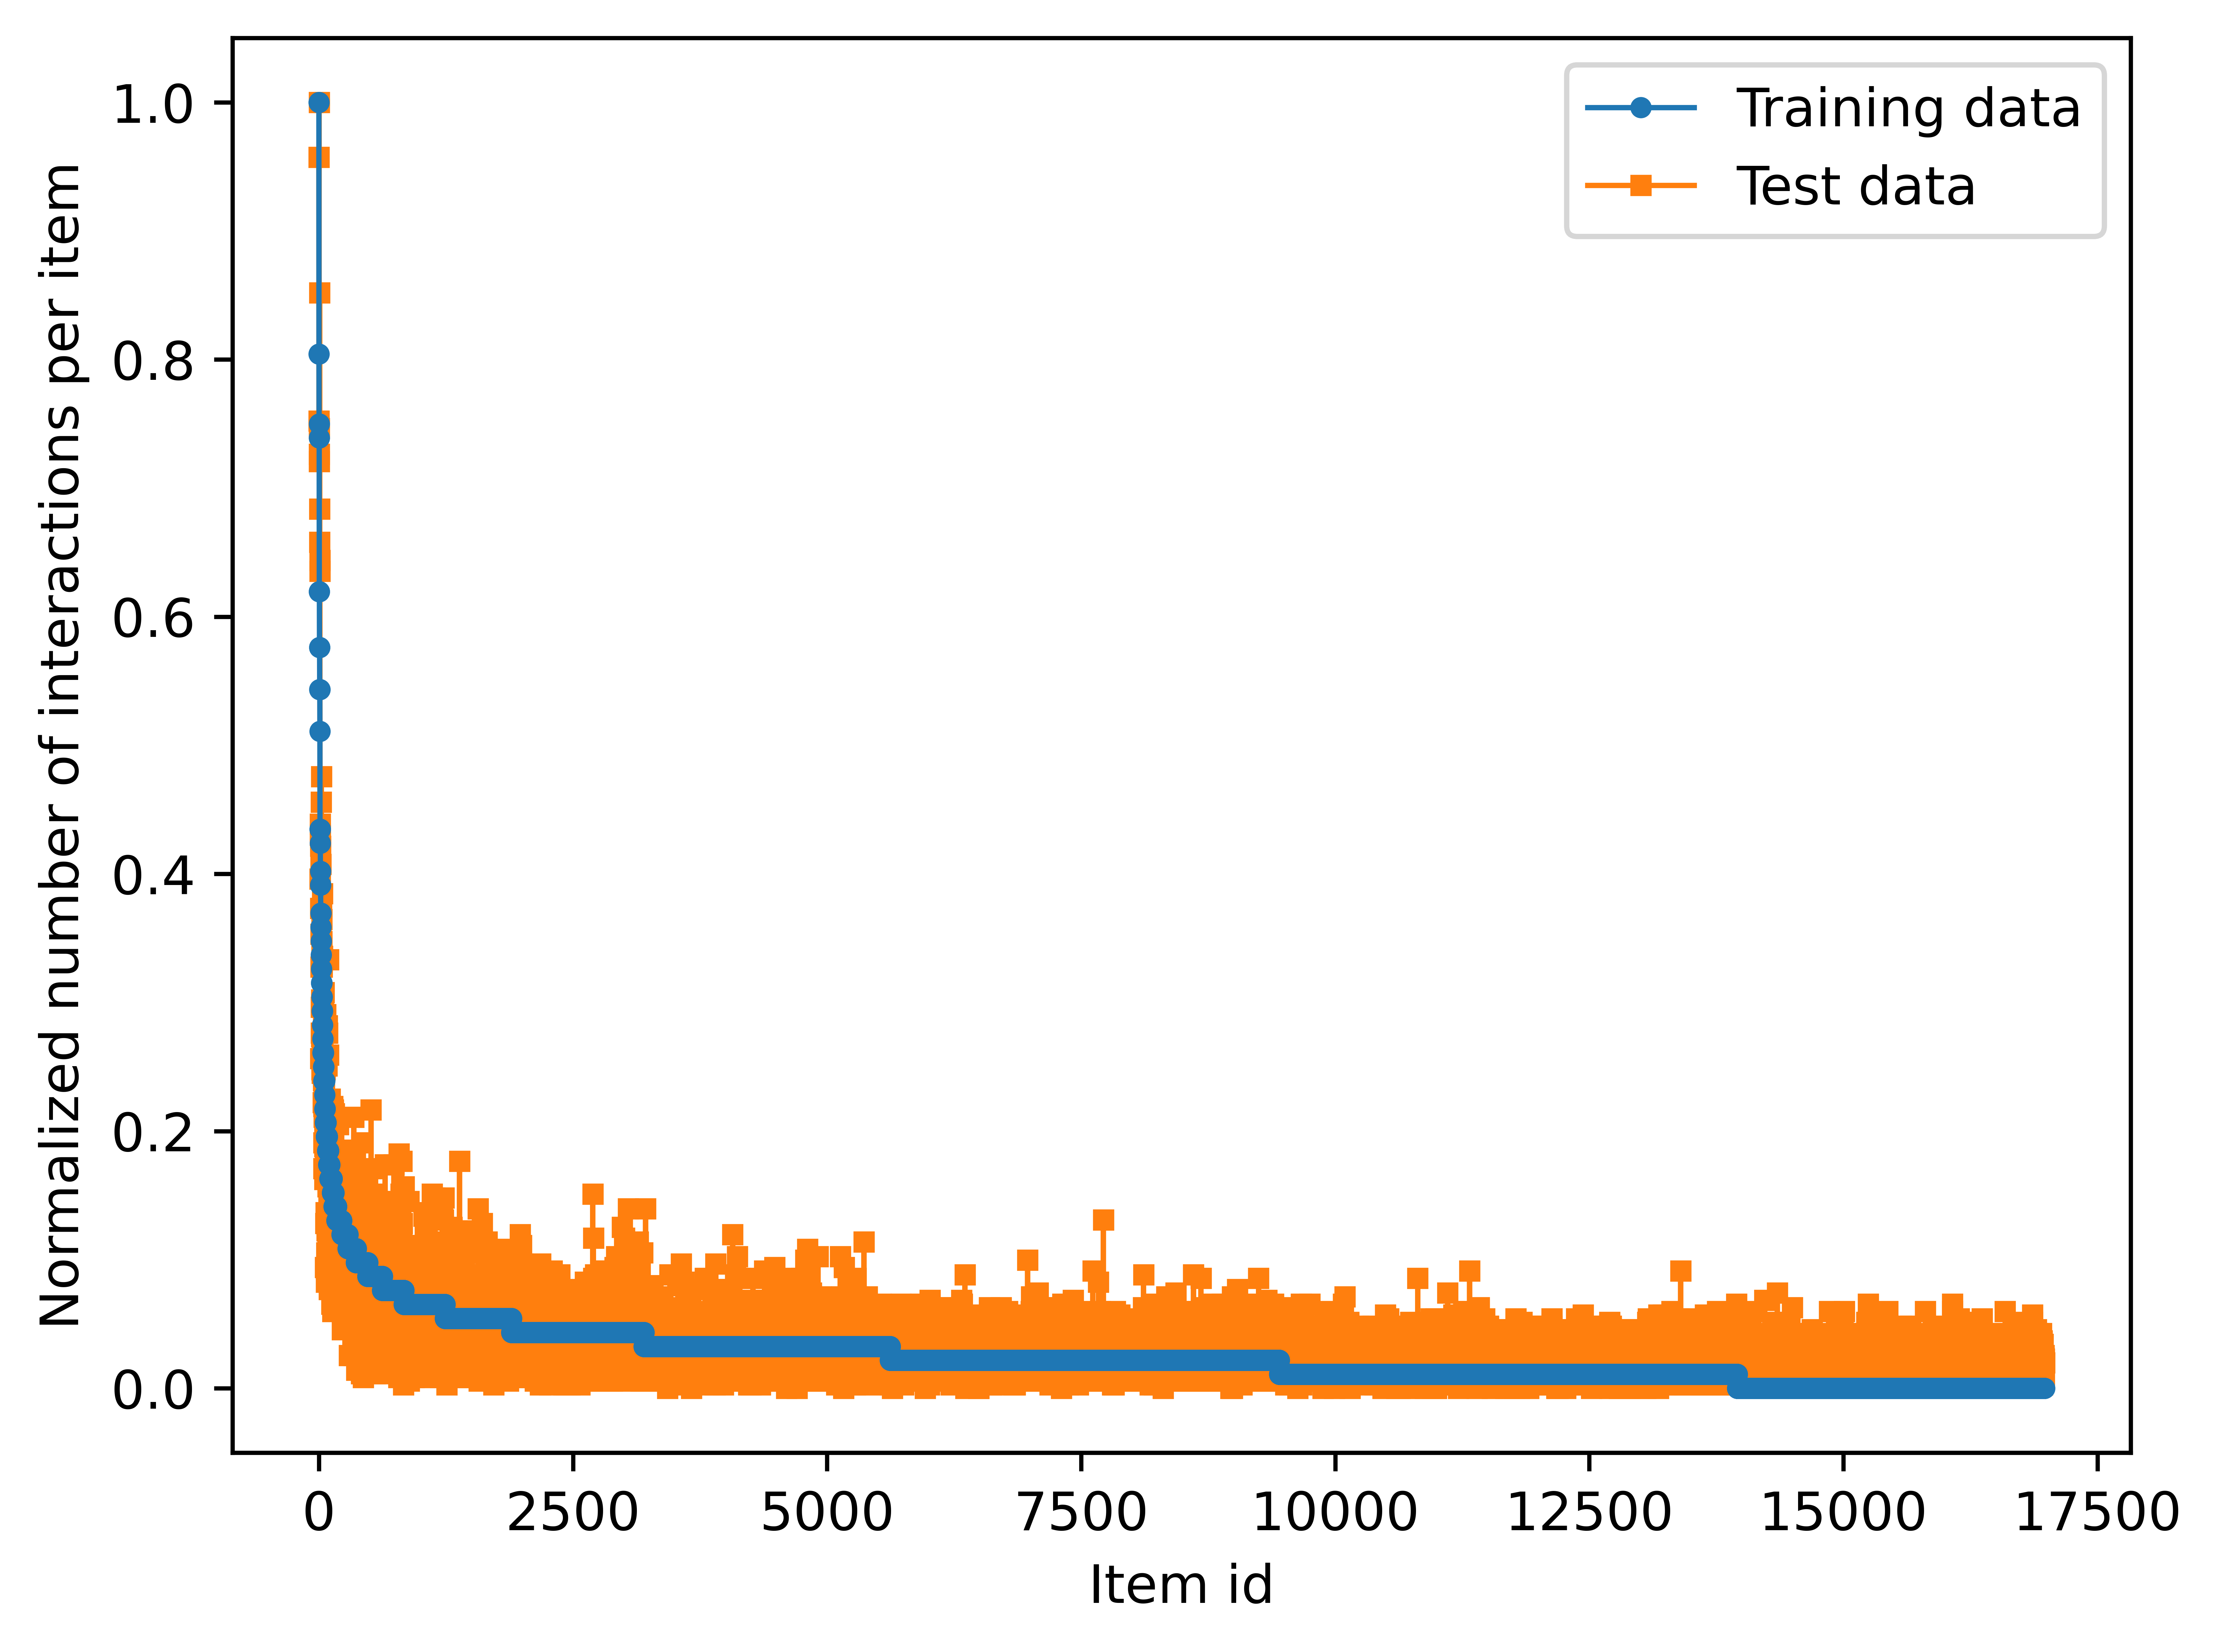 Training data
Test data
Normalized number of interactions per item
1.0
0.8
0.6
0.4
0.2
0.0
0 2500 5000 7500 10000 12500 15000 17500
Item id